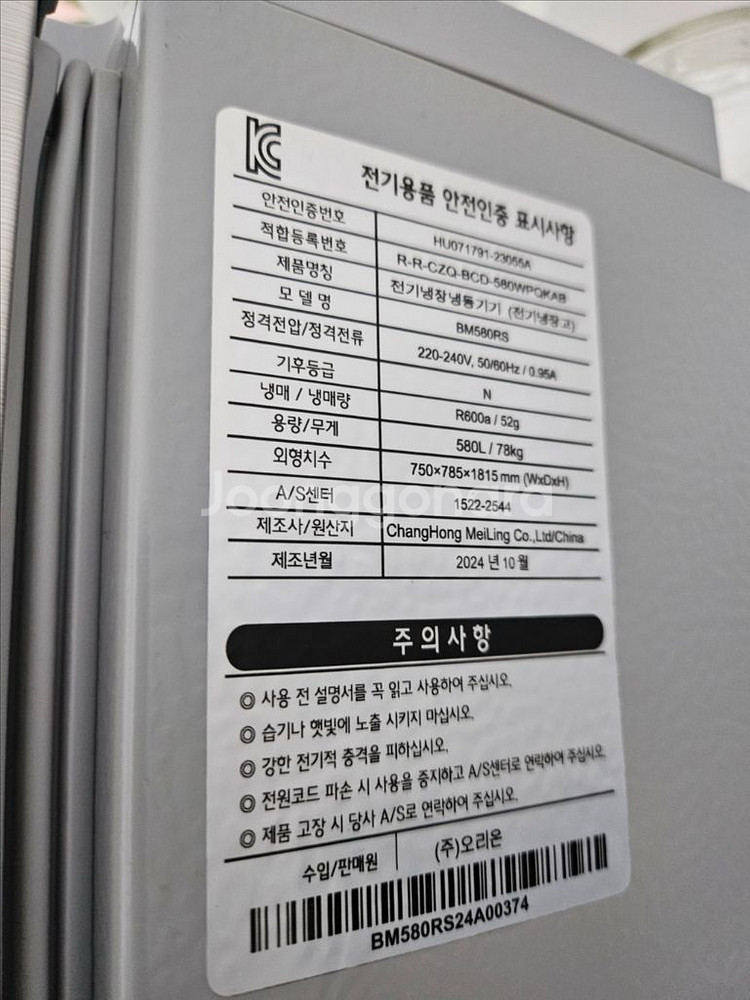 KC
전기용품 안전인증 표시사항
안전인증번호 HU071791-23055A
적합등록번호 R-R-CZQ-BCD-580WPQKAB
제품명칭 전기냉장냉동기기 (전기냉장고)
모 델 명 BM580RS
정격전압/정격전류 220-240V, 50/60Hz / 0.95A
기후등급 N
냉매 / 냉매량 R600a / 52g
용량/무게 580L / 78kg
외형치수 750×785×1815mm (WxDxH)
A/S센터 1522-2544
제조사/원산지 ChangHong MeiLing Co.,Ltd/China
제조년월 2024 년 10 월
Joonggonara
주 의 사 항
◎ 사용 전 설명서를 꼭 읽고 사용하여 주십시오.
◎ 습기나 햇빛에 노출 시키지 마십시오.
◎ 강한 전기적 충격을 피하십시오.
◎ 전원코드 파손 시 사용을 중지하고 A/S센터로 연락하여 주십시오.
◎ 제품 고장 시 당사 A/S로 연락하여 주십시오.
수입/판매원 (주)오리온
BM580RS24A00374